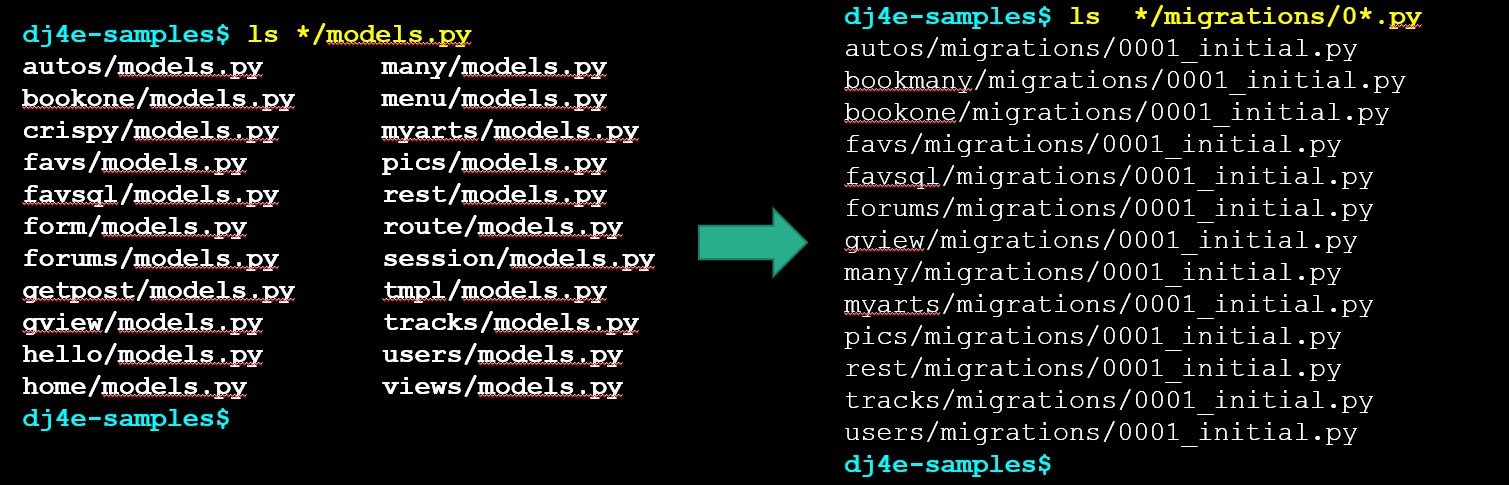 dj4e-samples$ ls */models.py
autos/models.py many/models.py
bookone/models.py menu/models.py
crispy/models.py myarts/models.py
favs/models.py pics/models.py
favsql/models.py rest/models.py
form/models.py route/models.py
forums/models.py session/models.py
getpost/models.py tmpl/models.py
gview/models.py tracks/models.py
hello/models.py users/models.py
home/models.py views/models.py
dj4e-samples$
dj4e-samples$ ls  */migrations/0*.py
autos/migrations/0001_initial.py
bookmany/migrations/0001_initial.py
bookone/migrations/0001_initial.py
favs/migrations/0001_initial.py
favsql/migrations/0001_initial.py
forums/migrations/0001_initial.py
gview/migrations/0001_initial.py
many/migrations/0001_initial.py
myarts/migrations/0001_initial.py
pics/migrations/0001_initial.py
rest/migrations/0001_initial.py
tracks/migrations/0001_initial.py
users/migrations/0001_initial.py
dj4e-samples$